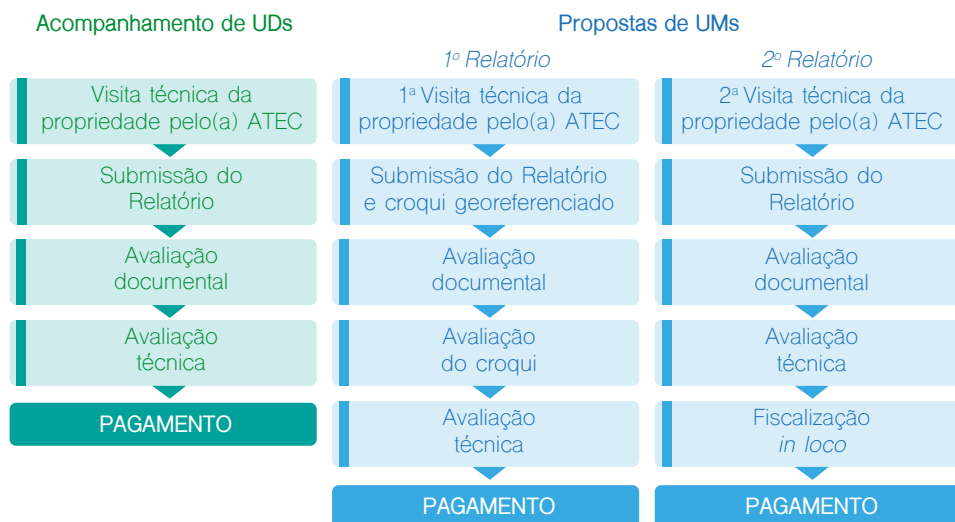 Acompanhamento de UDs
Visita técnica da
propriedade pelo(a) ATEC
Submissão do
Relatório
Avaliação
documental
Avaliação
técnica
PAGAMENTO
Propostas de UMs
1º Relatório
1ª Visita técnica da
propriedade pelo(a) ATEC
Submissão do Relatório
e croqui georeferenciado
Avaliação
documental
Avaliação
do croqui
Avaliação
técnica
PAGAMENTO
2º Relatório
2ª Visita técnica da
propriedade pelo(a) ATEC
Submissão do
Relatório
Avaliação
documental
Avaliação
técnica
Fiscalização
in loco
PAGAMENTO